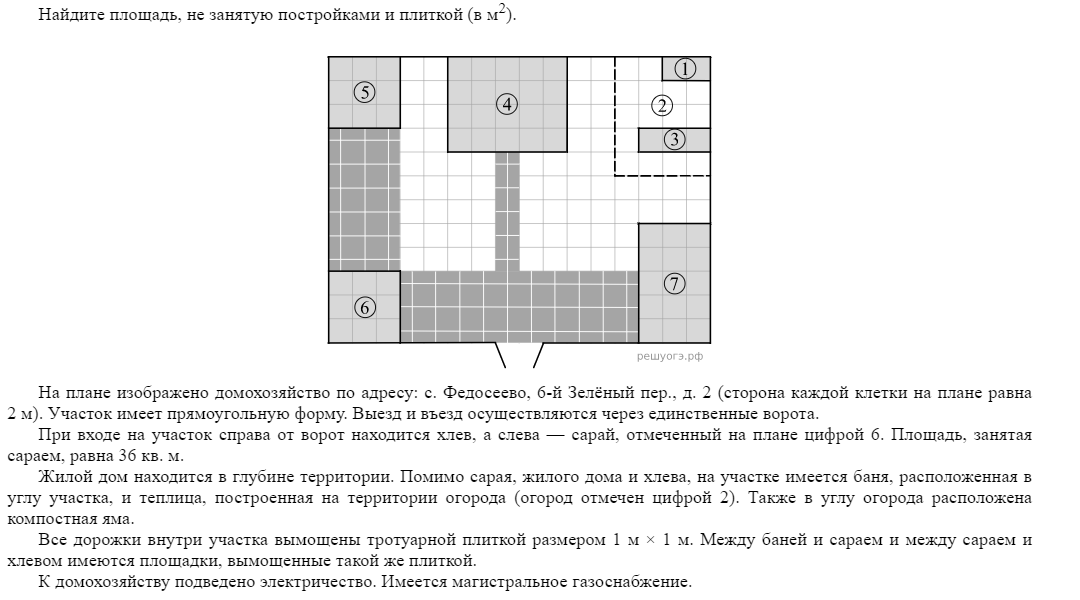 Найдите площадь, не занятую постройками и плиткой (в м²).
1
5
4
2
3
7
6
решуогэ.рф
На плане изображено домохозяйство по адресу: с. Федосеево, 6-й Зелёный пер., д. 2 (сторона каждой клетки на плане равна
2 м). Участок имеет прямоугольную форму. Выезд и въезд осуществляются через единственные ворота.
При входе на участок справа от ворот находится хлев, а слева — сарай, отмеченный на плане цифрой 6. Площадь, занятая
сараем, равна 36 кв. м.
Жилой дом находится в глубине территории. Помимо сарая, жилого дома и хлева, на участке имеется баня, расположенная в
углу участка, и теплица, построенная на территории огорода (огород отмечен цифрой 2). Также в углу огорода расположена
компостная яма.
Все дорожки внутри участка вымощены тротуарной плиткой размером 1 м × 1 м. Между баней и сараем и между сараем и
хлевом имеются площадки, вымощенные такой же плиткой.
К домохозяйству подведено электричество. Имеется магистральное газоснабжение.